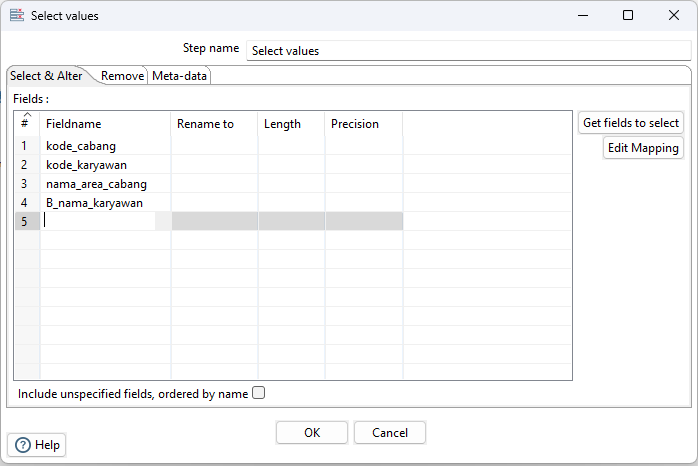 Select values
Step name Select values
Select & Alter Remove Meta-data
Fields :
# Fieldname Rename to Length Precision
Get fields to select
1 kode_cabang
Edit Mapping
2 kode_karyawan
3 nama_area_cabang
4 B_nama_karyawan
5
Include unspecified fields, ordered by name
OK Cancel
? Help